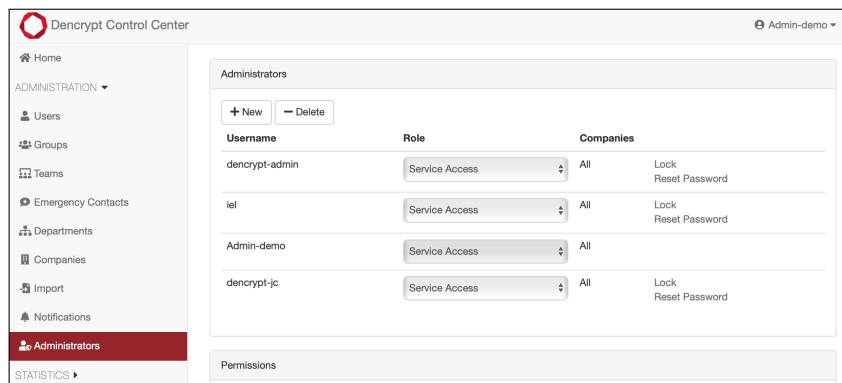 Dencrypt Control Center
Admin-demo
Home
ADMINISTRATION
Users
Groups
Teams
Emergency Contacts
Departments
Companies
Import
Notifications
Administrators
STATISTICS
Administrators
New Delete
Username Role Companies
dencrypt-admin Service Access All Lock
Reset Password
iel Service Access All Lock
Reset Password
Admin-demo Service Access All
dencrypt-jc Service Access All Lock
Reset Password
Permissions